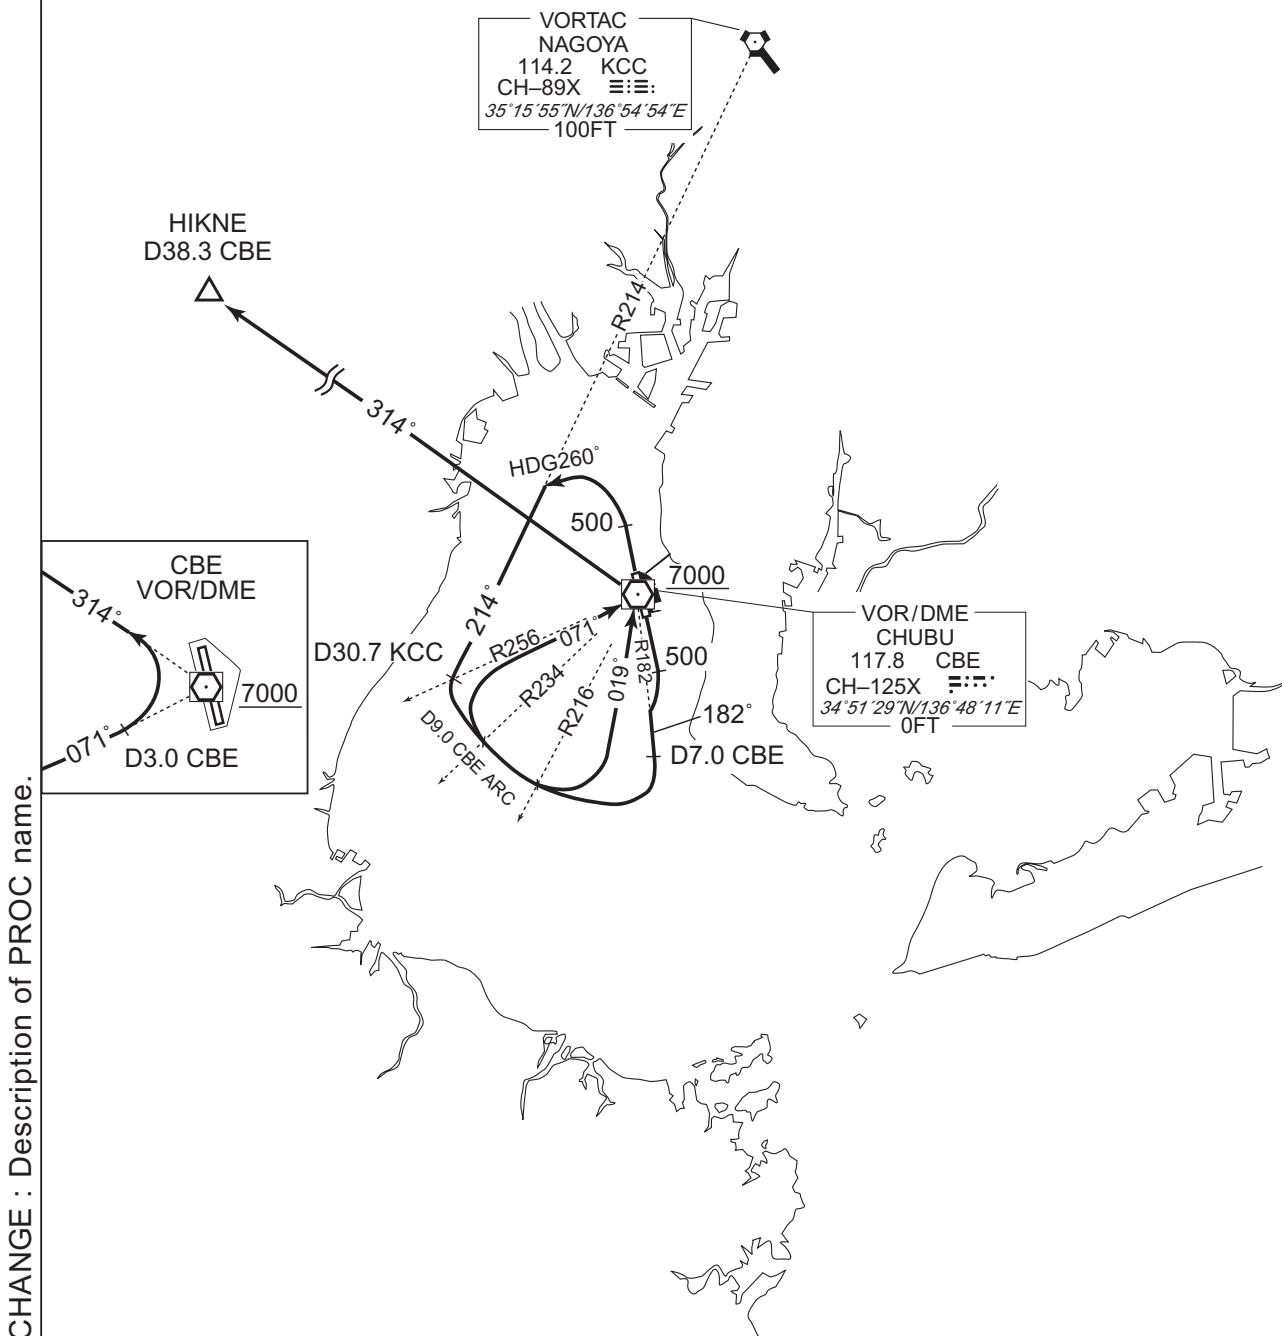 VORTAC
NAGOYA
114.2 KCC
CH–89X
35°15′55″N/136°54′54″E
100FT
HIKNE
D38.3 CBE
R214
314°
HDG260°
500
7000
CBE
VOR/DME
314°
7000
071°
D3.0 CBE
VOR/DME
CHUBU
117.8 CBE
CH–125X
34°51′29″N/136°48′11″E
0FT
214°
D30.7 KCC
R256
071°
R234
R216
019°
R182
500
182°
D7.0 CBE
D9.0 CBE ARC
CHANGE : Description of PROC name.